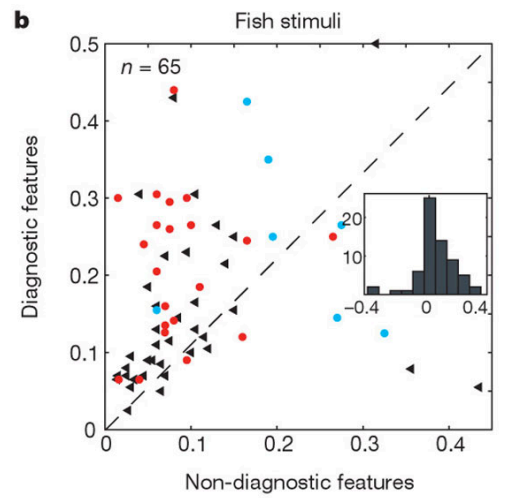 b
Fish stimuli
n = 65
Diagnostic features
0.5
0.4
0.3
0.2
0.1
0
0 0.1 0.2 0.3 0.4
Non-diagnostic features
20
10
−0.4 0 0.4